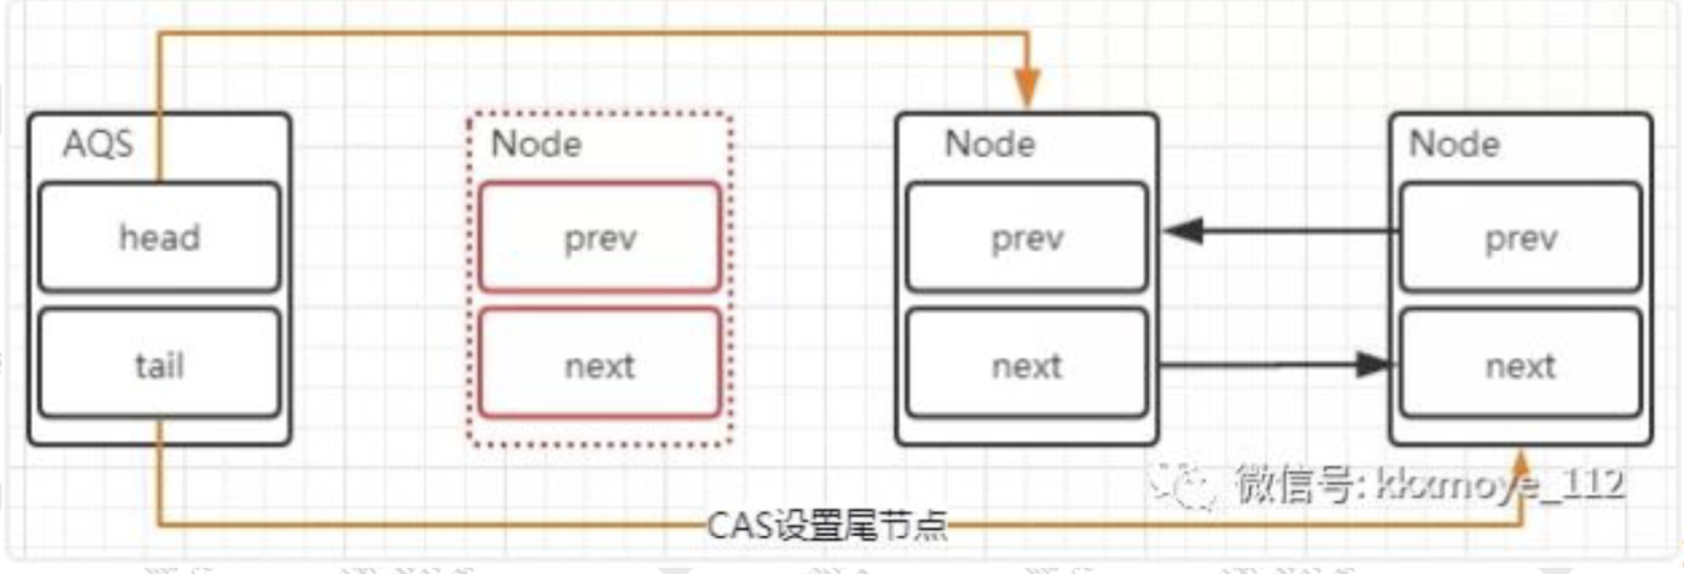 AQS
head
tail
Node
prev
next
Node
prev
next
Node
prev
next
微信号: kkxmoye_112
CAS设置尾节点